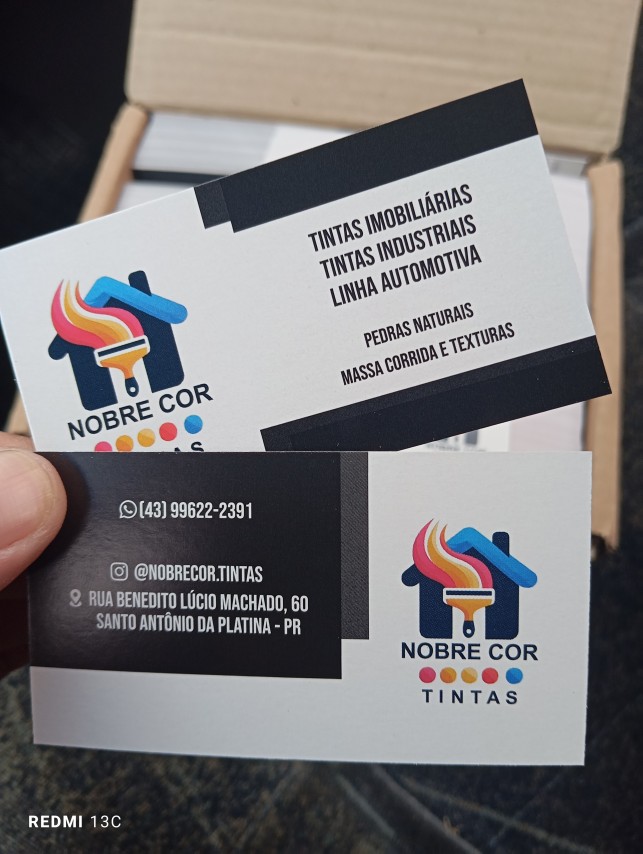 TINTAS IMOBILIÁRIAS
TINTAS INDUSTRIAIS
LINHA AUTOMOTIVA
PEDRAS NATURAIS
MASSA CORRIDA E TEXTURAS
NOBRE COR
(43) 99622-2391
@NOBRECOR.TINTAS
RUA BENEDITO LÚCIO MACHADO, 60
SANTO ANTÔNIO DA PLATINA - PR
NOBRE COR
TINTAS
REDMI 13C